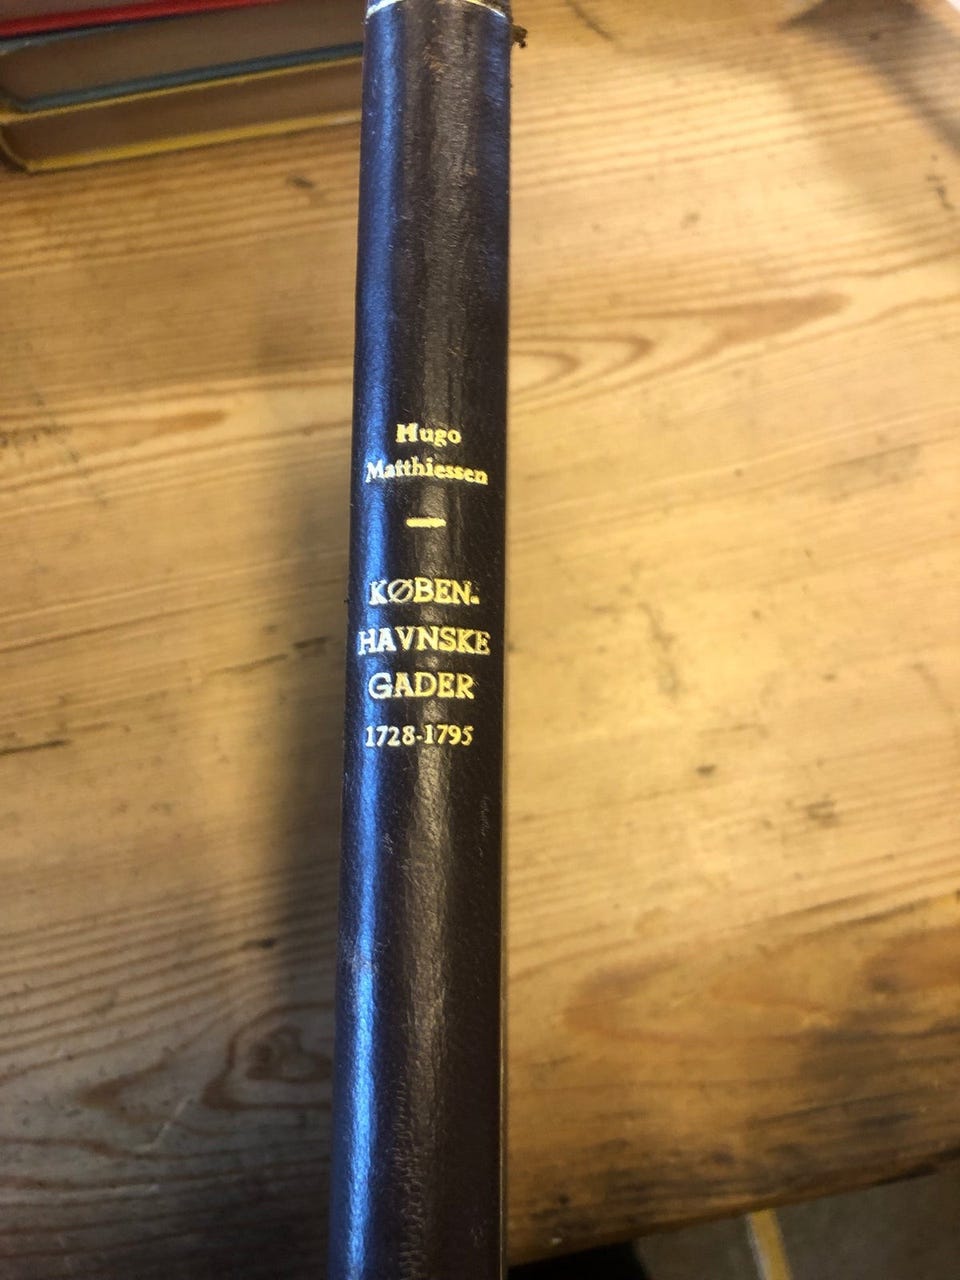 Hugo
Matthiessen
—
KØBEN-
HAVNSKE
GADER
1728-1795